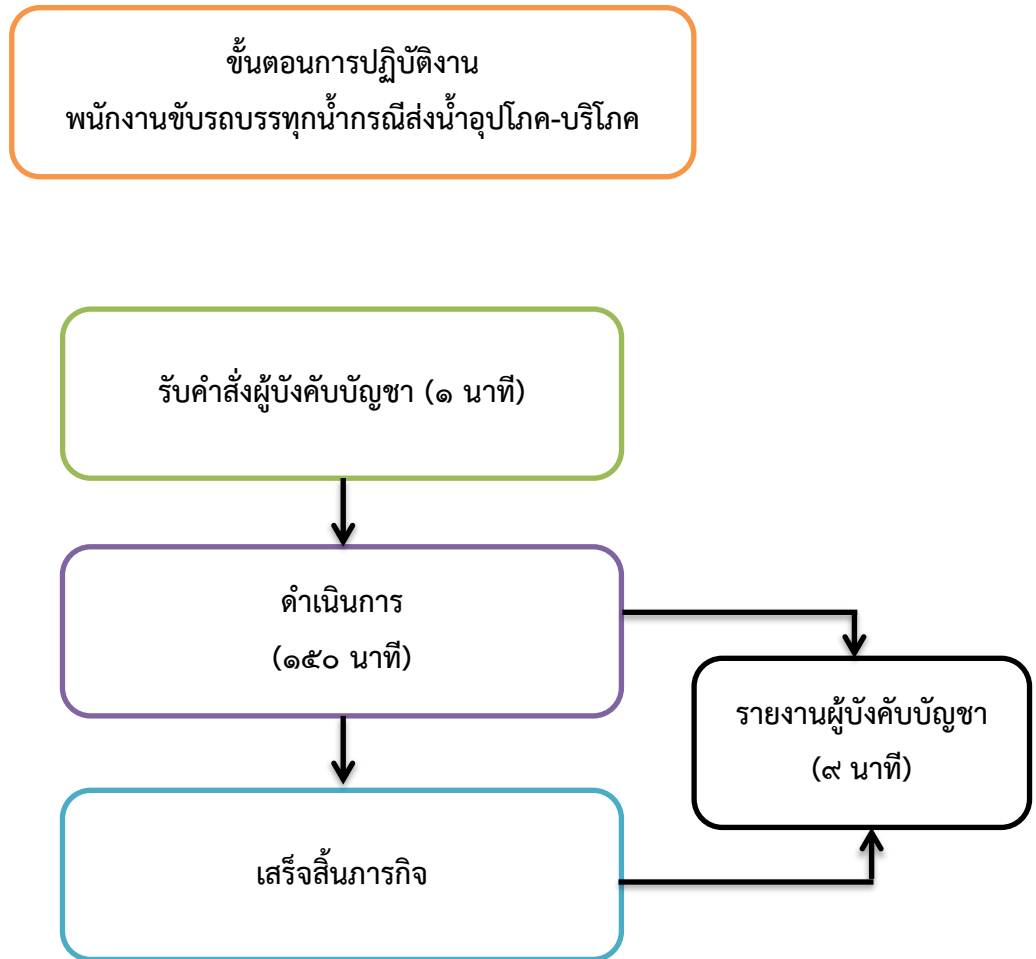 ขั้นตอนการปฏิบัติงาน
พนักงานขับรถบรรทุกน้ำกรณีส่งน้ำอุปโภค-บริโภค
รับคำสั่งผู้บังคับบัญชา (๑ นาที)
ดำเนินการ
(๑๕๐ นาที)
รายงานผู้บังคับบัญชา
(๙ นาที)
เสร็จสิ้นภารกิจ